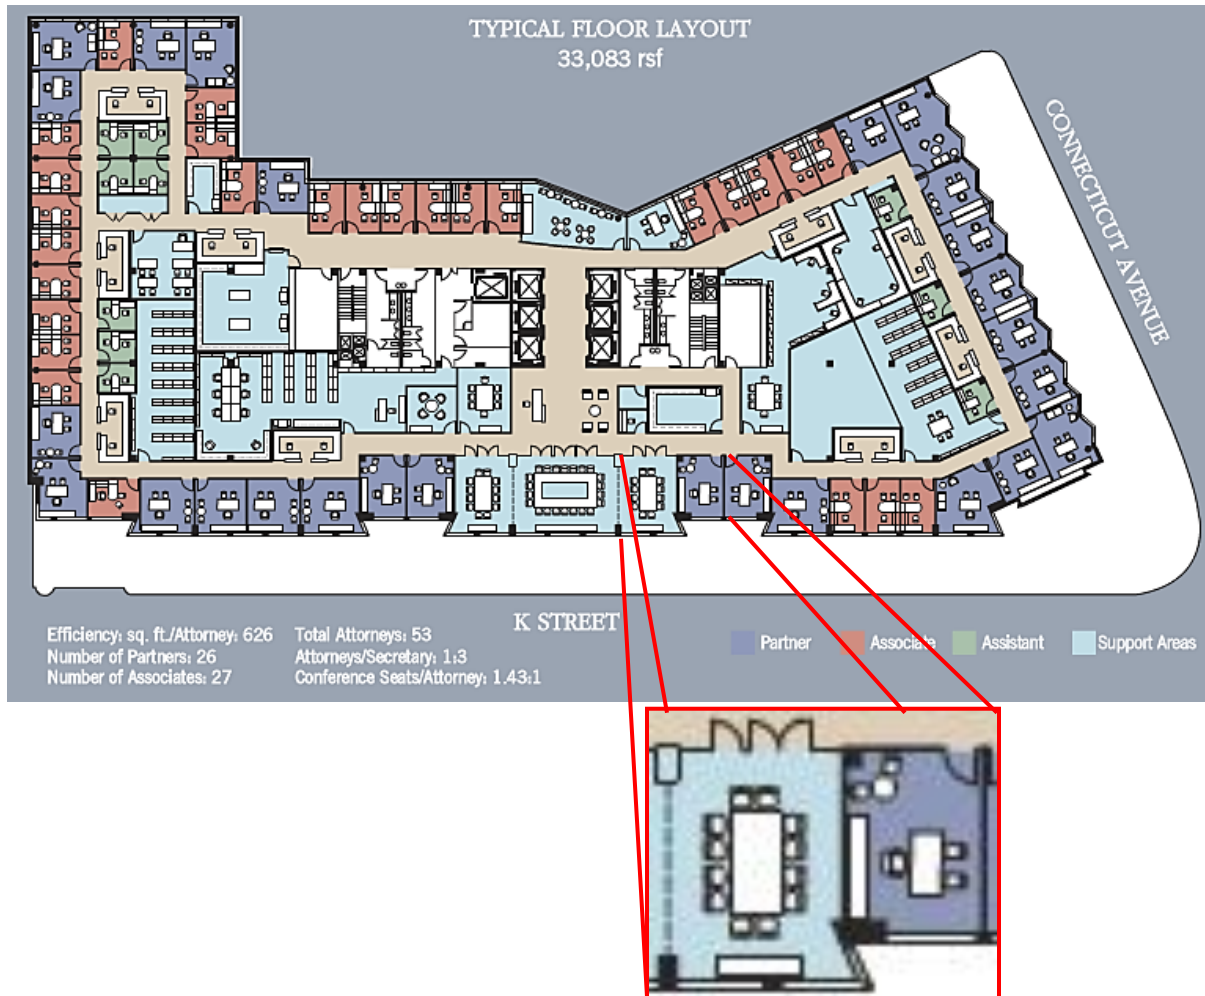 TYPICAL FLOOR LAYOUT
33,083 rsf
CONNECTICUT AVENUE
K STREET
Efficiency: sq. ft./Attorney: 626
Number of Partners: 26
Number of Associates: 27
Total Attorneys: 53
Attorneys/Secretary: 1:3
Conference Seats/Attorney: 1.43:1
Partner
Associate
Assistant
Support Areas